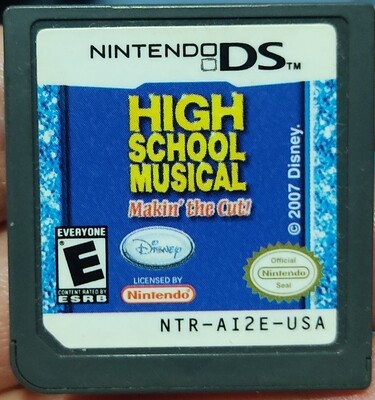 NINTENDO DS™
HIGH
SCHOOL
MUSICAL
Makin' the Cut!
© 2007 Disney.
EVERYONE
E
CONTENT RATED BY
ESRB
Disney
LICENSED BY
Nintendo
Official
Nintendo
Seal
NTR-AI2E-USA